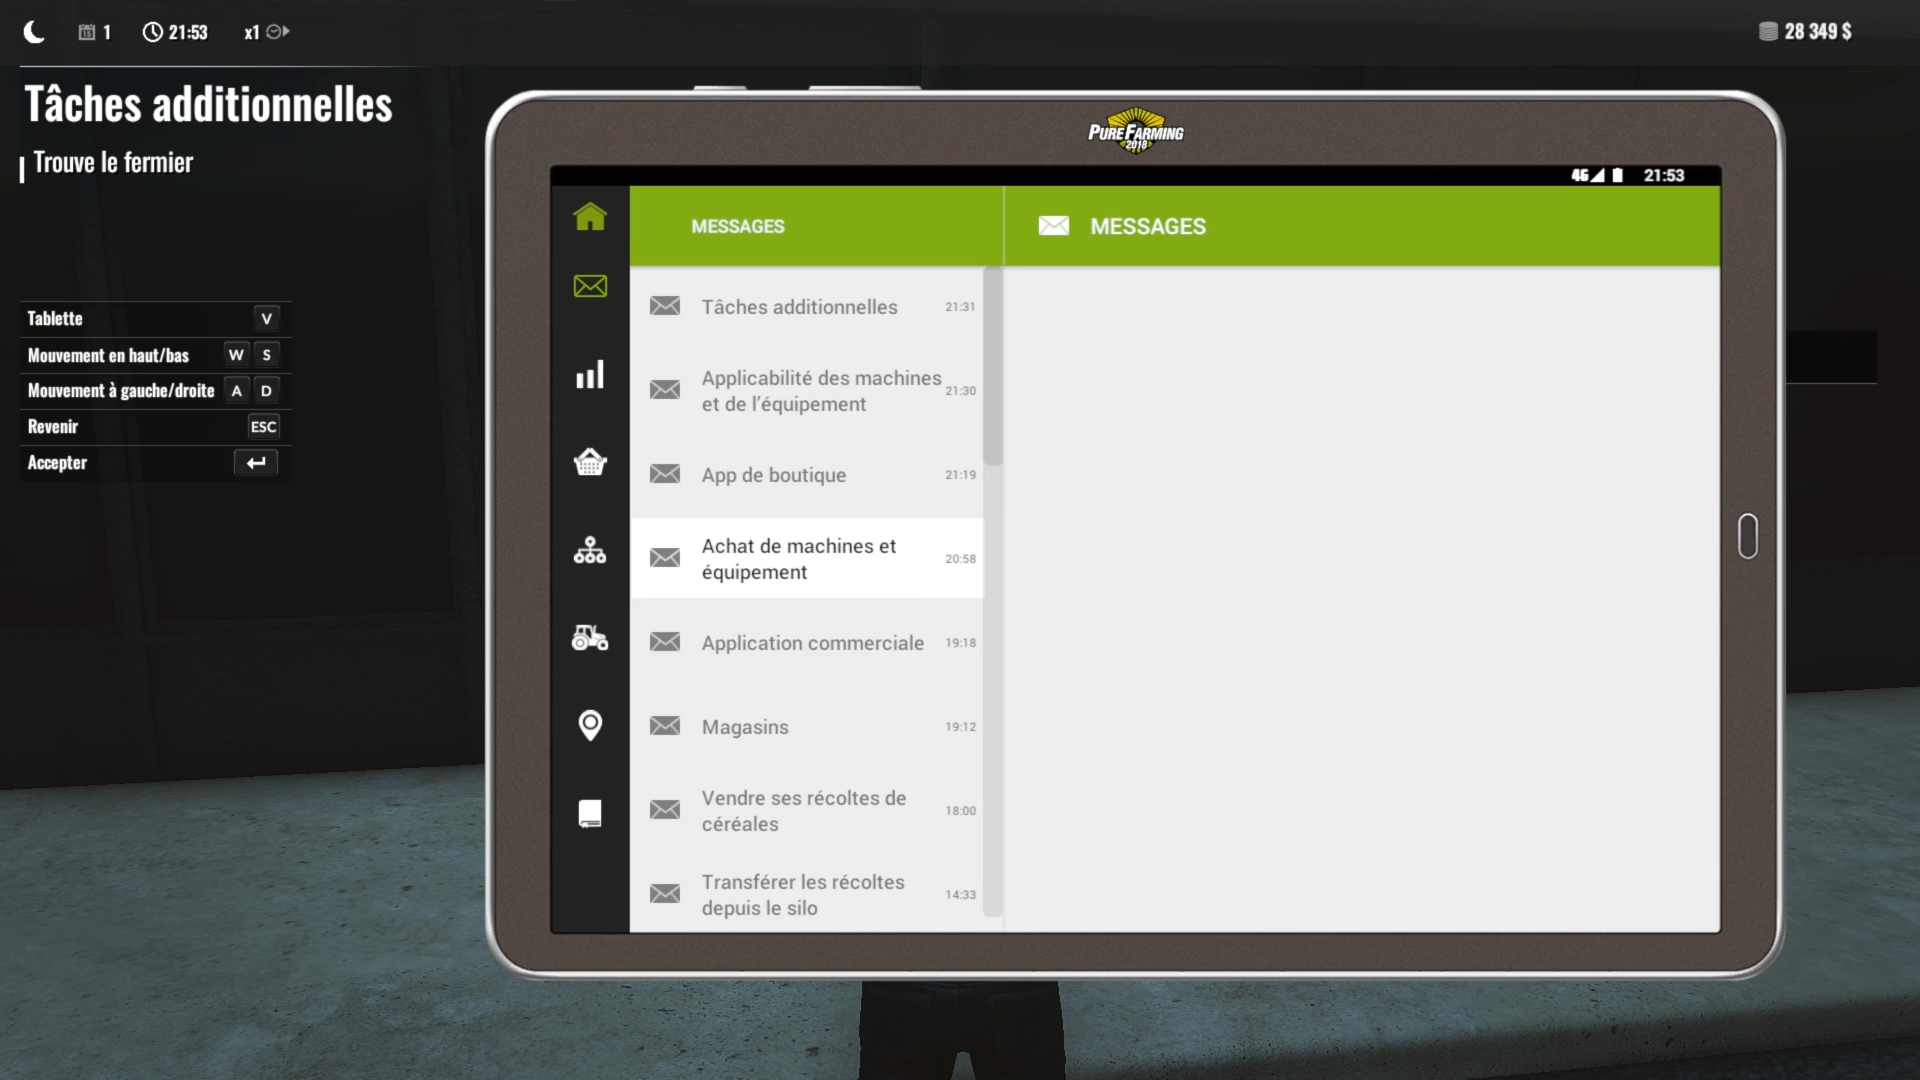 1
21:53
x1
28 349 $
Tâches additionnelles
Trouve le fermier
Tablette V
Mouvement en haut/bas W S
Mouvement à gauche/droite A D
Revenir ESC
Accepter
PURE FARMING
2018
4G 21:53
MESSAGES
MESSAGES
Tâches additionnelles 21:31
Applicabilité des machines
et de l'équipement 21:30
App de boutique 21:19
Achat de machines et
équipement 20:58
Application commerciale 19:18
Magasins 19:12
Vendre ses récoltes de
céréales 18:00
Transférer les récoltes
depuis le silo 14:33